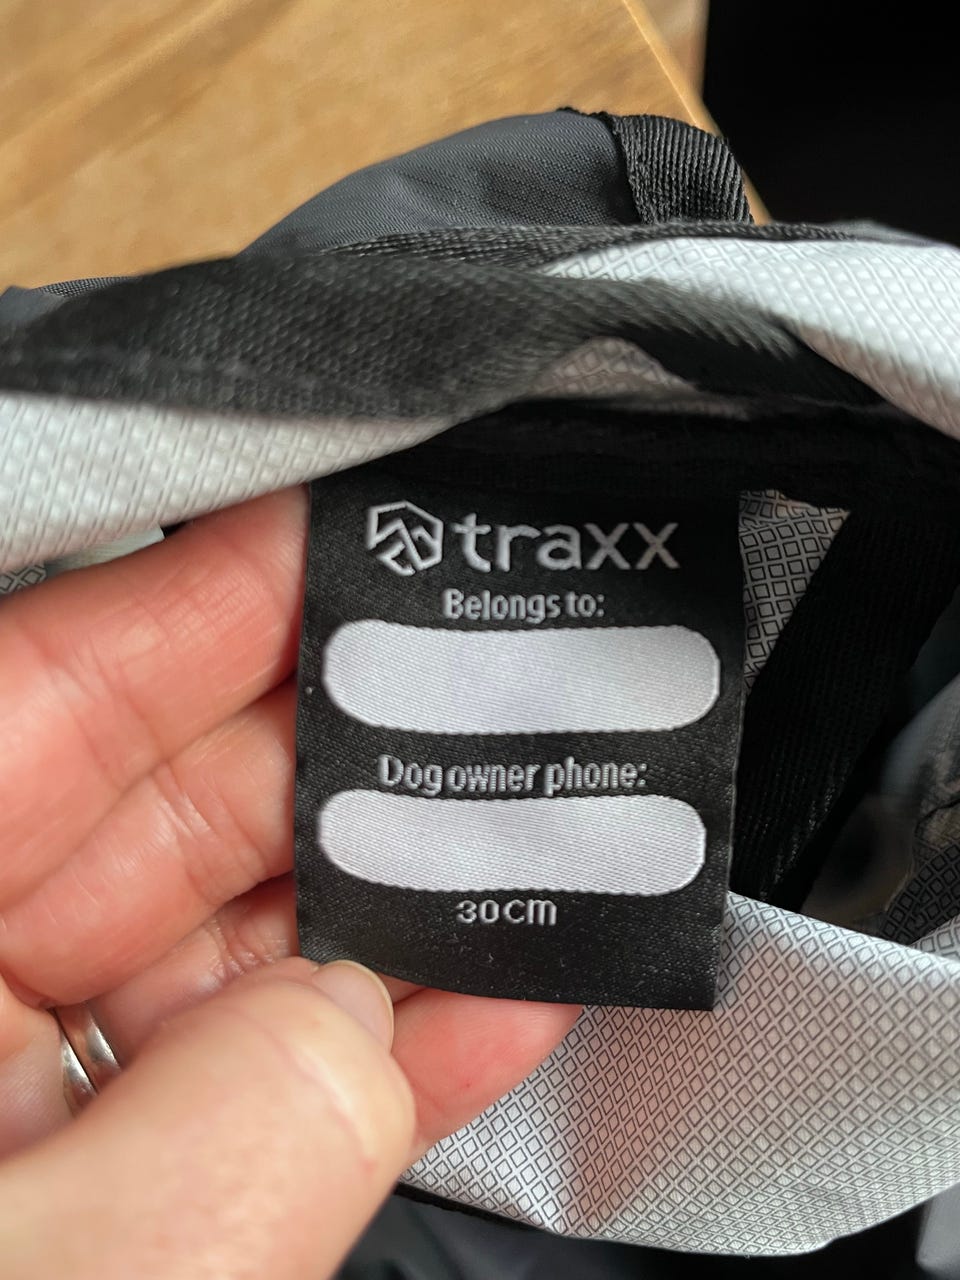 traxx
Belongs to:
Dog owner phone:
30cm